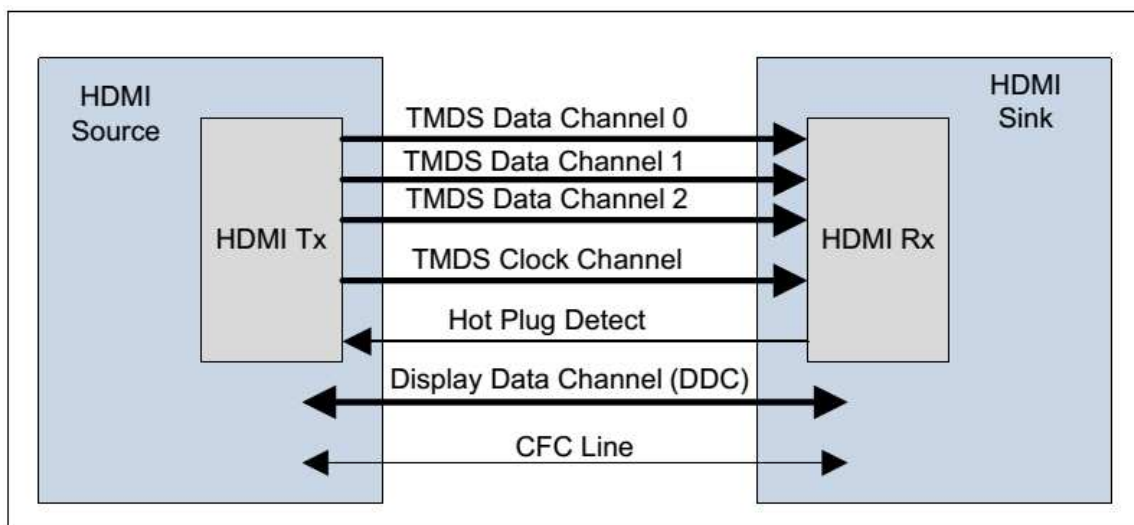 HDMI
Source
HDMI
Sink
TMDS Data Channel 0
TMDS Data Channel 1
TMDS Data Channel 2
HDMI Tx
HDMI Rx
TMDS Clock Channel
Hot Plug Detect
Display Data Channel (DDC)
CFC Line